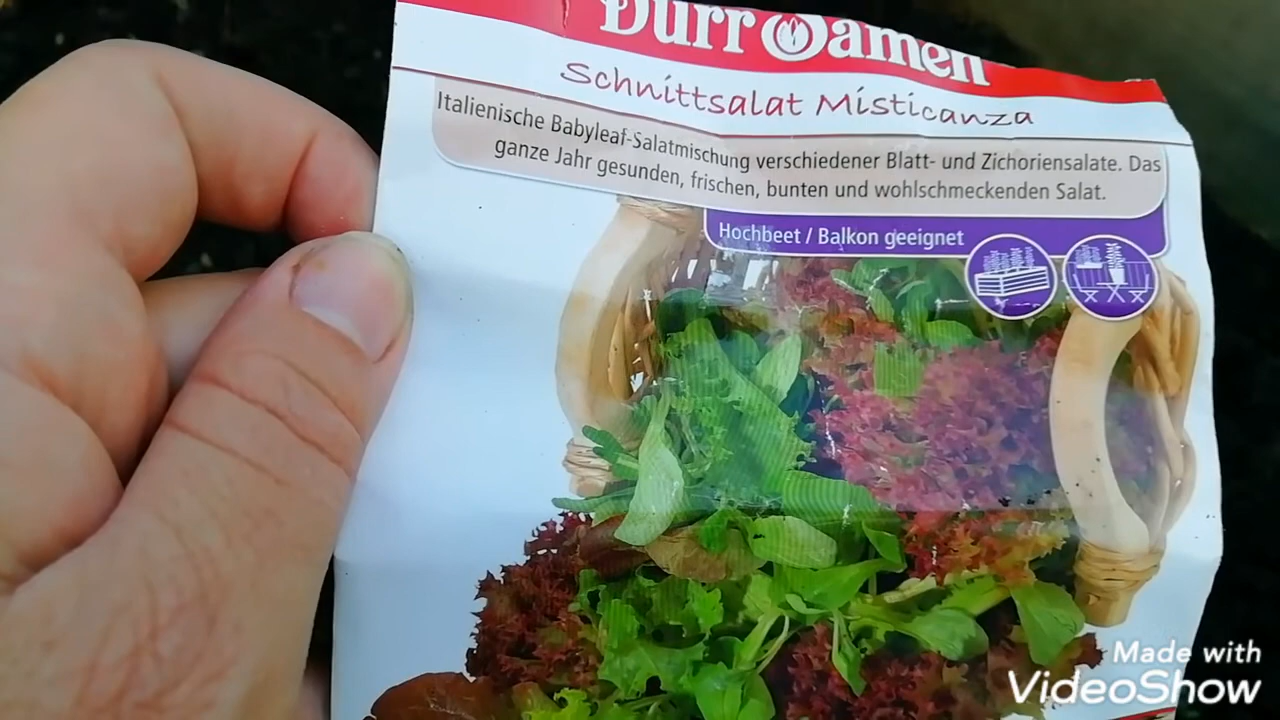 Dürr Samen
Schnittsalat Misticanza
Italienische Babyleaf-Salatmischung verschiedener Blatt- und Zichoriensalate. Das
ganze Jahr gesunden, frischen, bunten und wohlschmeckenden Salat.
Hochbeet / Balkon geeignet
Made with
VideoShow